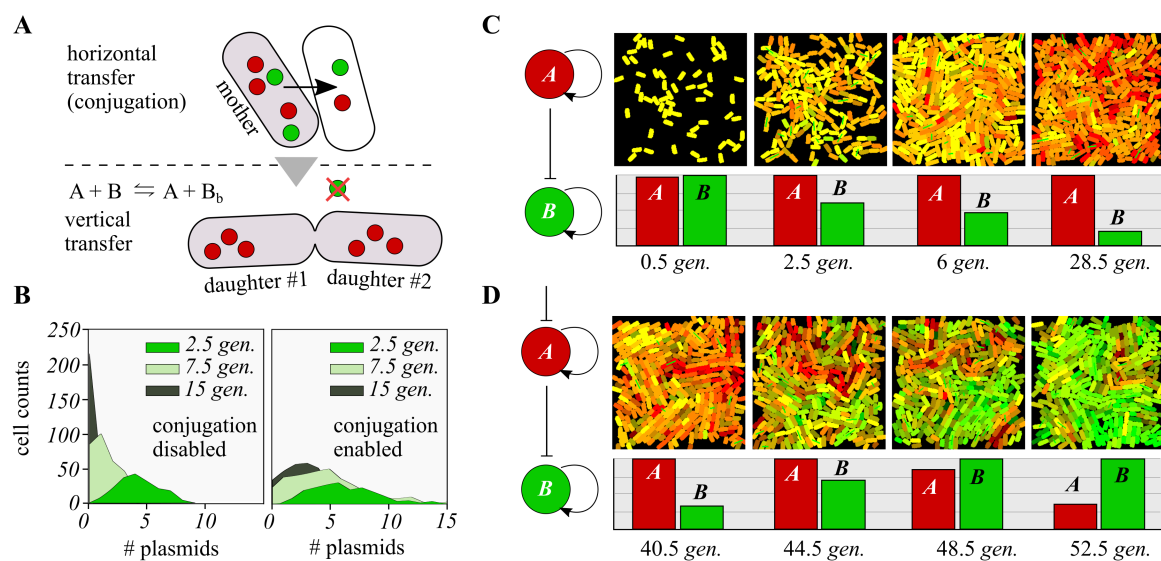 A
horizontal
transfer
(conjugation)
mother
A + B ⇋ A + Bb
vertical
transfer
daughter #1
daughter #2
B
cell counts
250
200
150
100
50
0
2.5 gen.
7.5 gen.
15 gen.
conjugation
disabled
2.5 gen.
7.5 gen.
15 gen.
conjugation
enabled
0 5 10
0 5 10 15
# plasmids
# plasmids
C
A
B
A B
A B
A B
A B
0.5 gen.
2.5 gen.
6 gen.
28.5 gen.
D
A
B
A B
A B
A B
A B
40.5 gen.
44.5 gen.
48.5 gen.
52.5 gen.